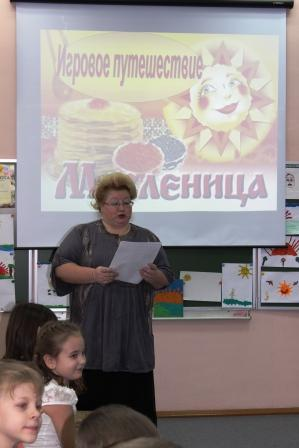 Игровое путешествие
Масленица